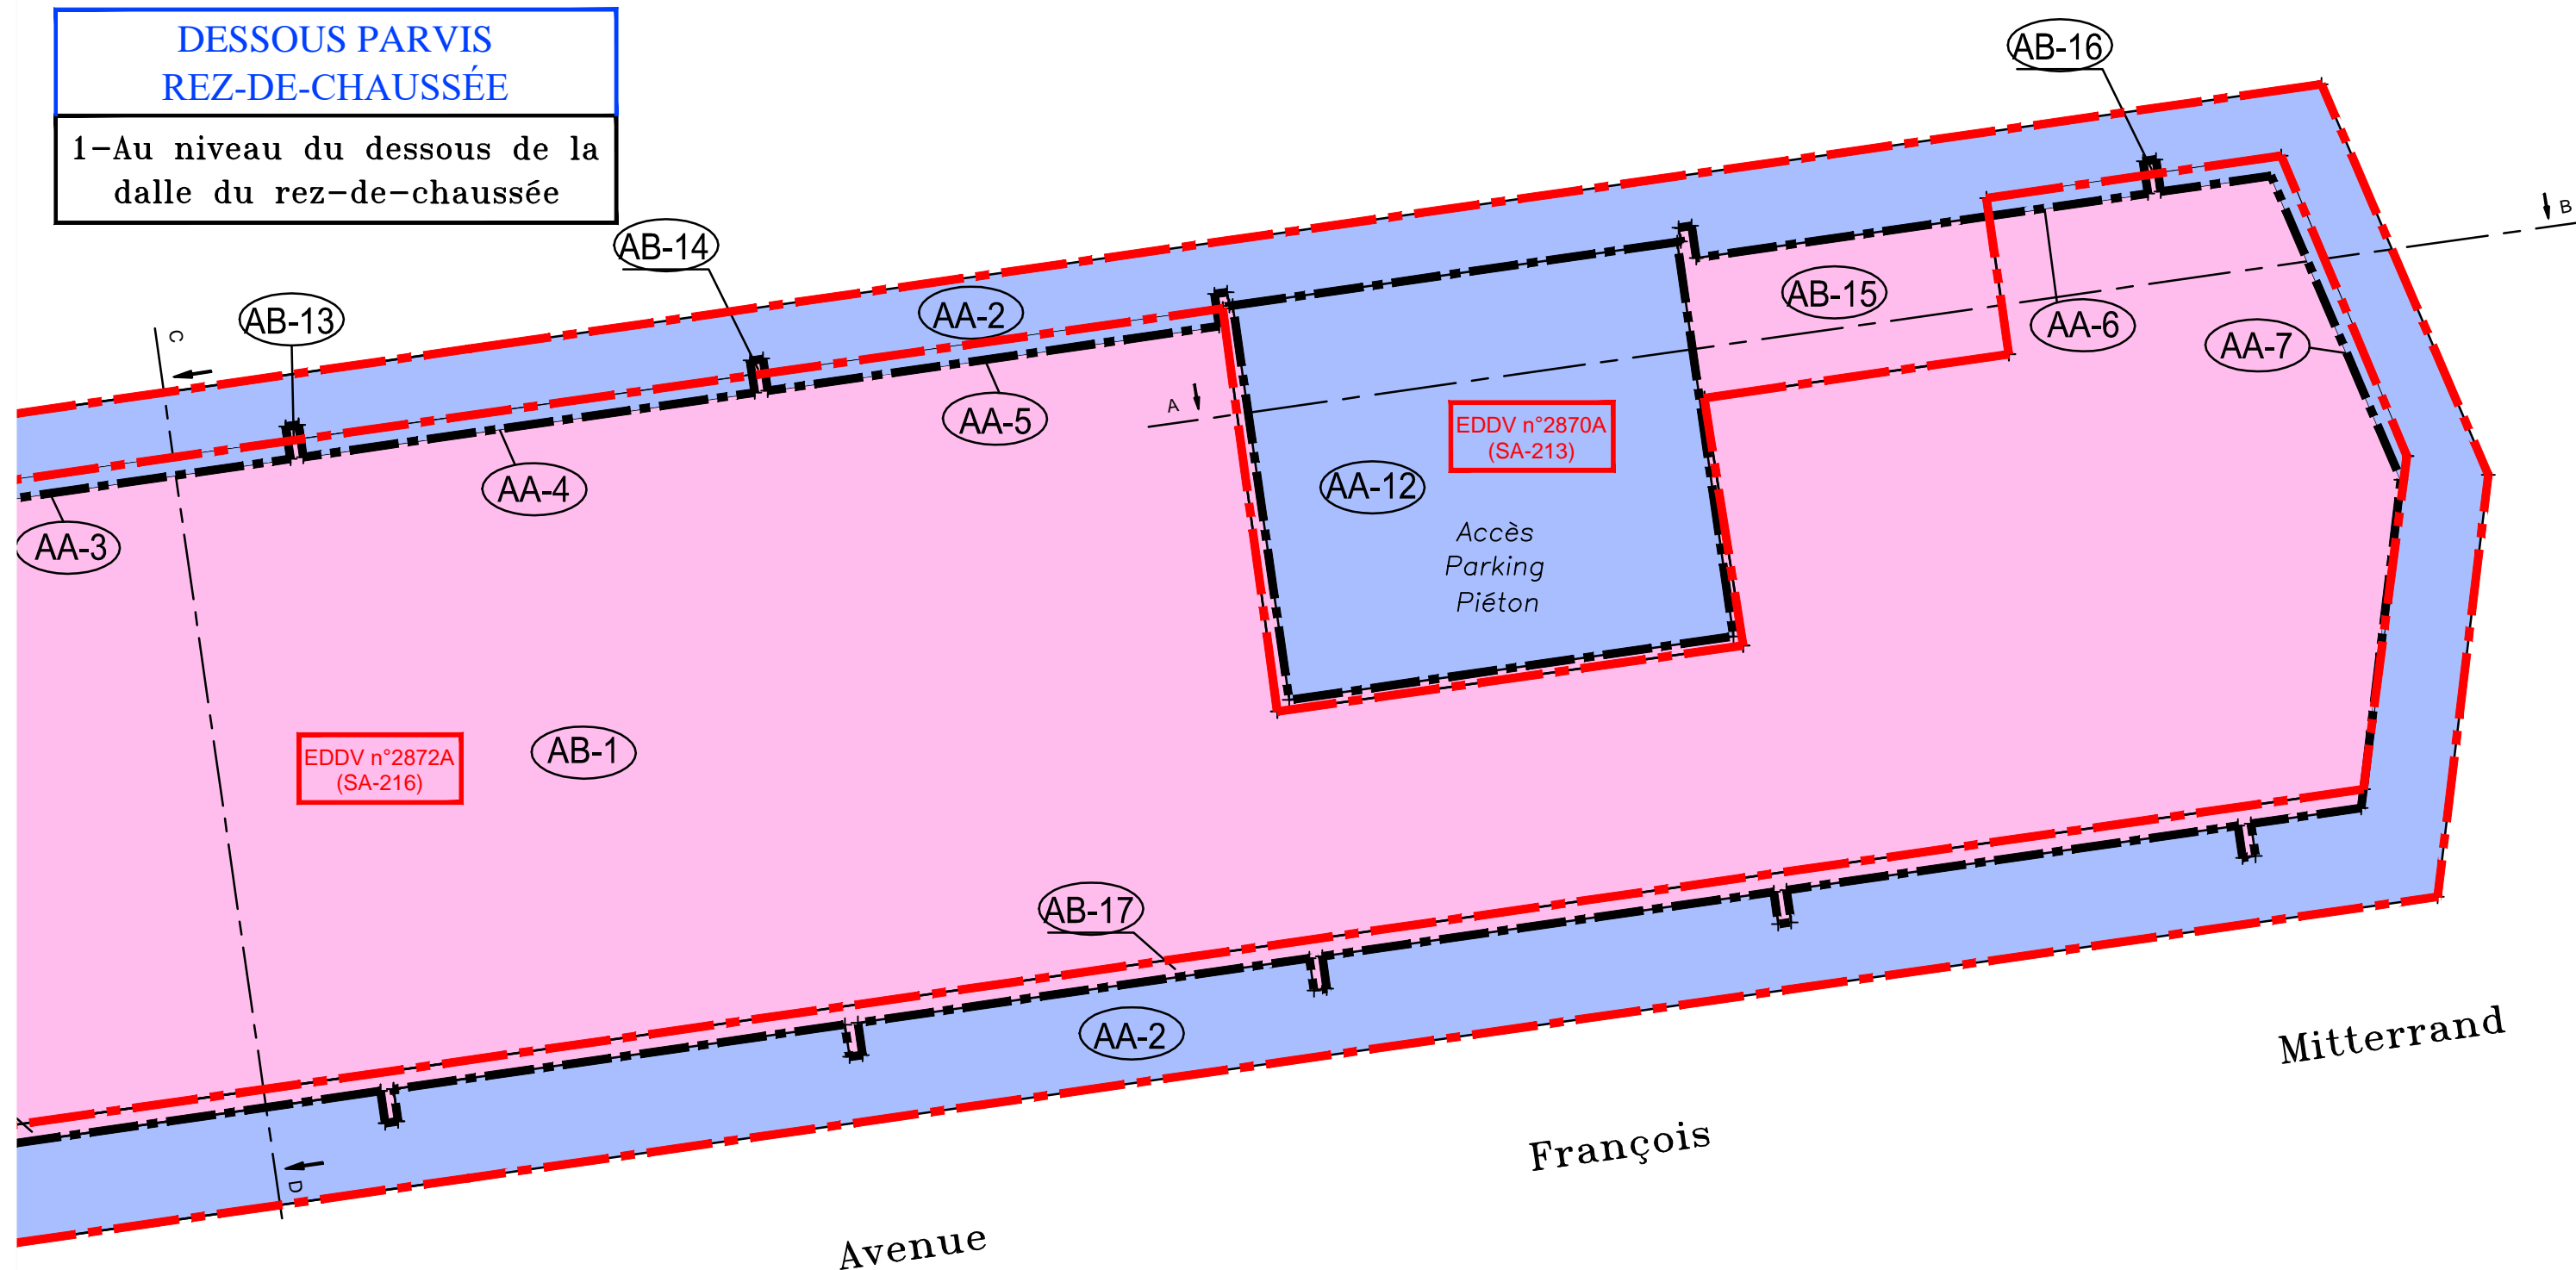 DESSOUS PARVIS
REZ-DE-CHAUSSÉE
1-Au niveau du dessous de la
dalle du rez-de-chaussée
AB-16
B
AB-14
AB-13
C
AA-2
AB-15
AA-6
AA-7
A
AA-5
AA-4
AA-3
EDDV n°2870A
(SA-213)
AA-12
Accès
Parking
Piéton
EDDV n°2872A
(SA-216)
AB-1
AB-17
AA-2
D
Avenue
François
Mitterrand